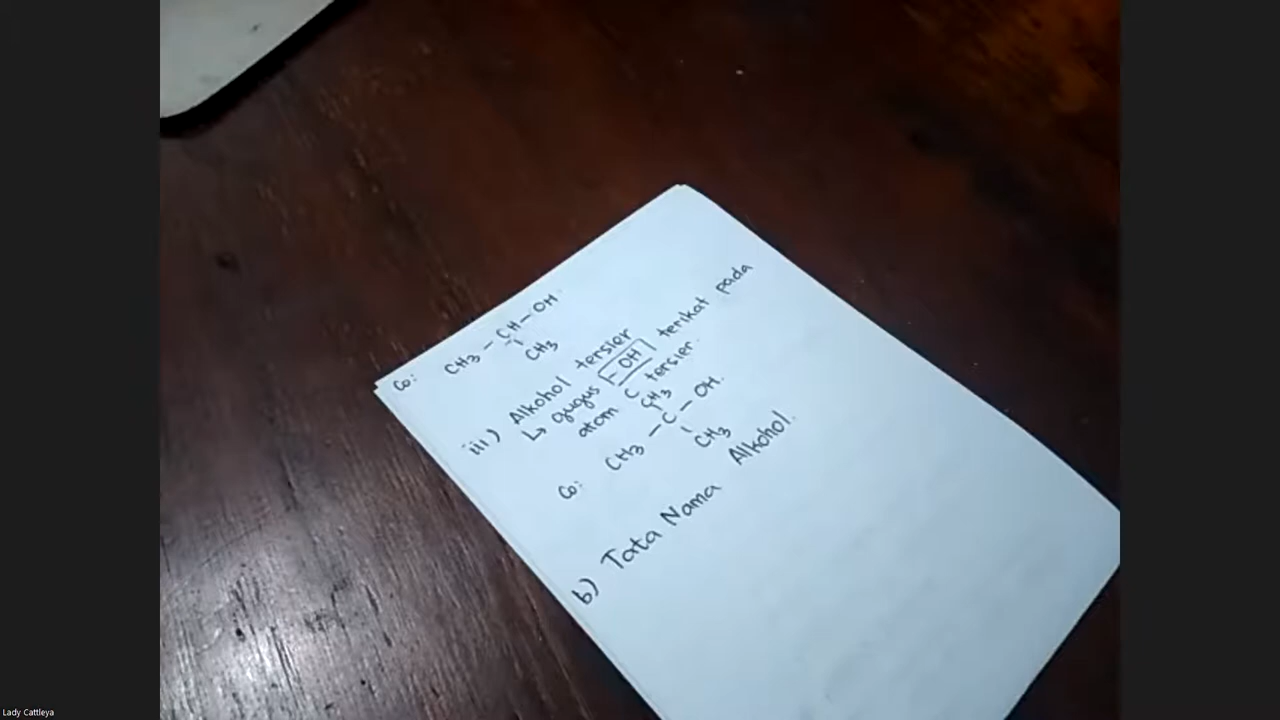 Co: CH3 – CH – OH.
CH3
iii) Alkohol tersier
↳ gugus – OH terikat pada
atom C tersier.
CH3
Co: CH3 – C – OH.
CH3
b) Tata Nama Alkohol.
Lady Cattleya